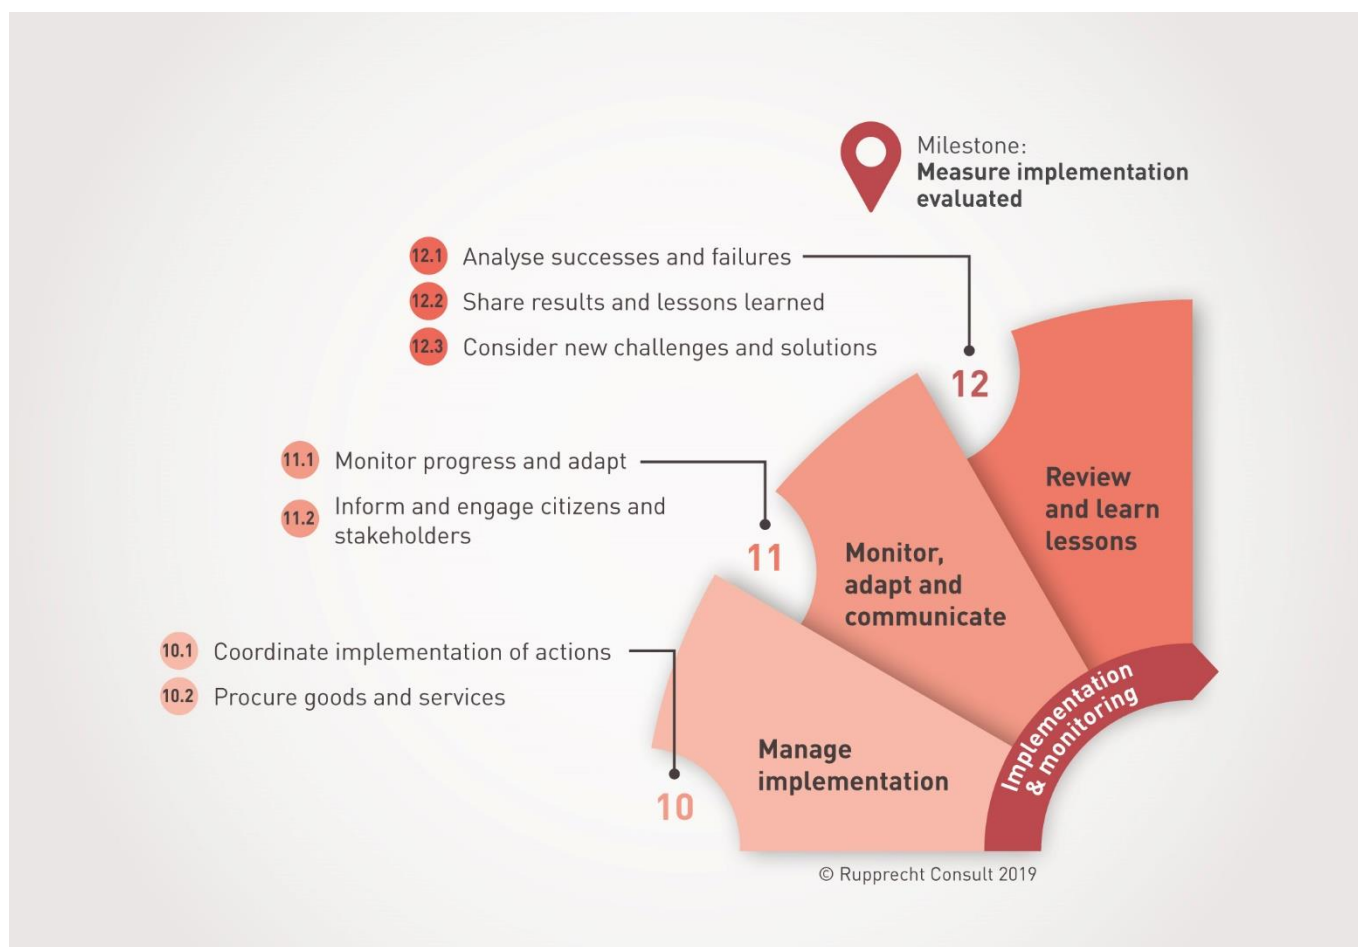 Milestone:
Measure implementation
evaluated
12.1 Analyse successes and failures
12.2 Share results and lessons learned
12.3 Consider new challenges and solutions
12
Review
and learn
lessons
11.1 Monitor progress and adapt
11.2 Inform and engage citizens and
stakeholders
11
Monitor,
adapt and
communicate
10.1 Coordinate implementation of actions
10.2 Procure goods and services
10
Manage
implementation
Implementation
& monitoring
© Rupprecht Consult 2019